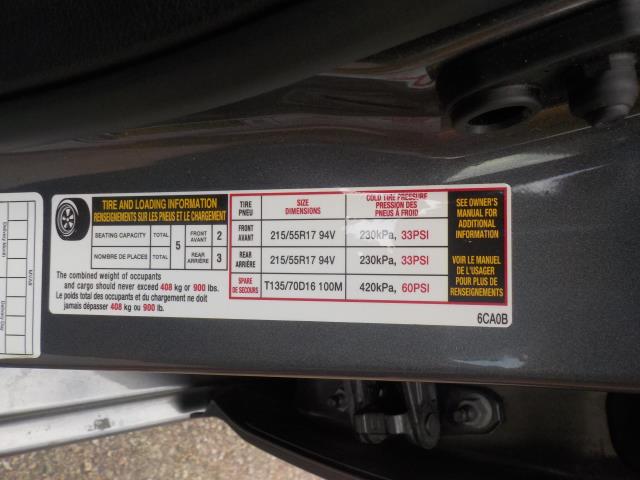 TIRE AND LOADING INFORMATION
RENSEIGNEMENTS SUR LES PNEUS ET LE CHARGEMENT
SEATING CAPACITY TOTAL 5 FRONT AVANT 2
NOMBRE DE PLACES TOTAL REAR ARRIÈRE 3
The combined weight of occupants
and cargo should never exceed 408 kg or 900 lbs.
Le poids total des occupants et du chargement ne doit
jamais dépasser 408 kg ou 900 lb.
TIRE PNEU SIZE DIMENSIONS COLD TIRE PRESSURE PRESSION DES PNEUS À FROID
FRONT AVANT 215/55R17 94V 230kPa, 33PSI
REAR ARRIÈRE 215/55R17 94V 230kPa, 33PSI
SPARE DE SECOURS T135/70D16 100M 420kPa, 60PSI
SEE OWNER'S
MANUAL FOR
ADDITIONAL
INFORMATION
VOIR LE MANUEL
DE L'USAGER
POUR PLUS DE
RENSEIGNEMENTS
6CA0B